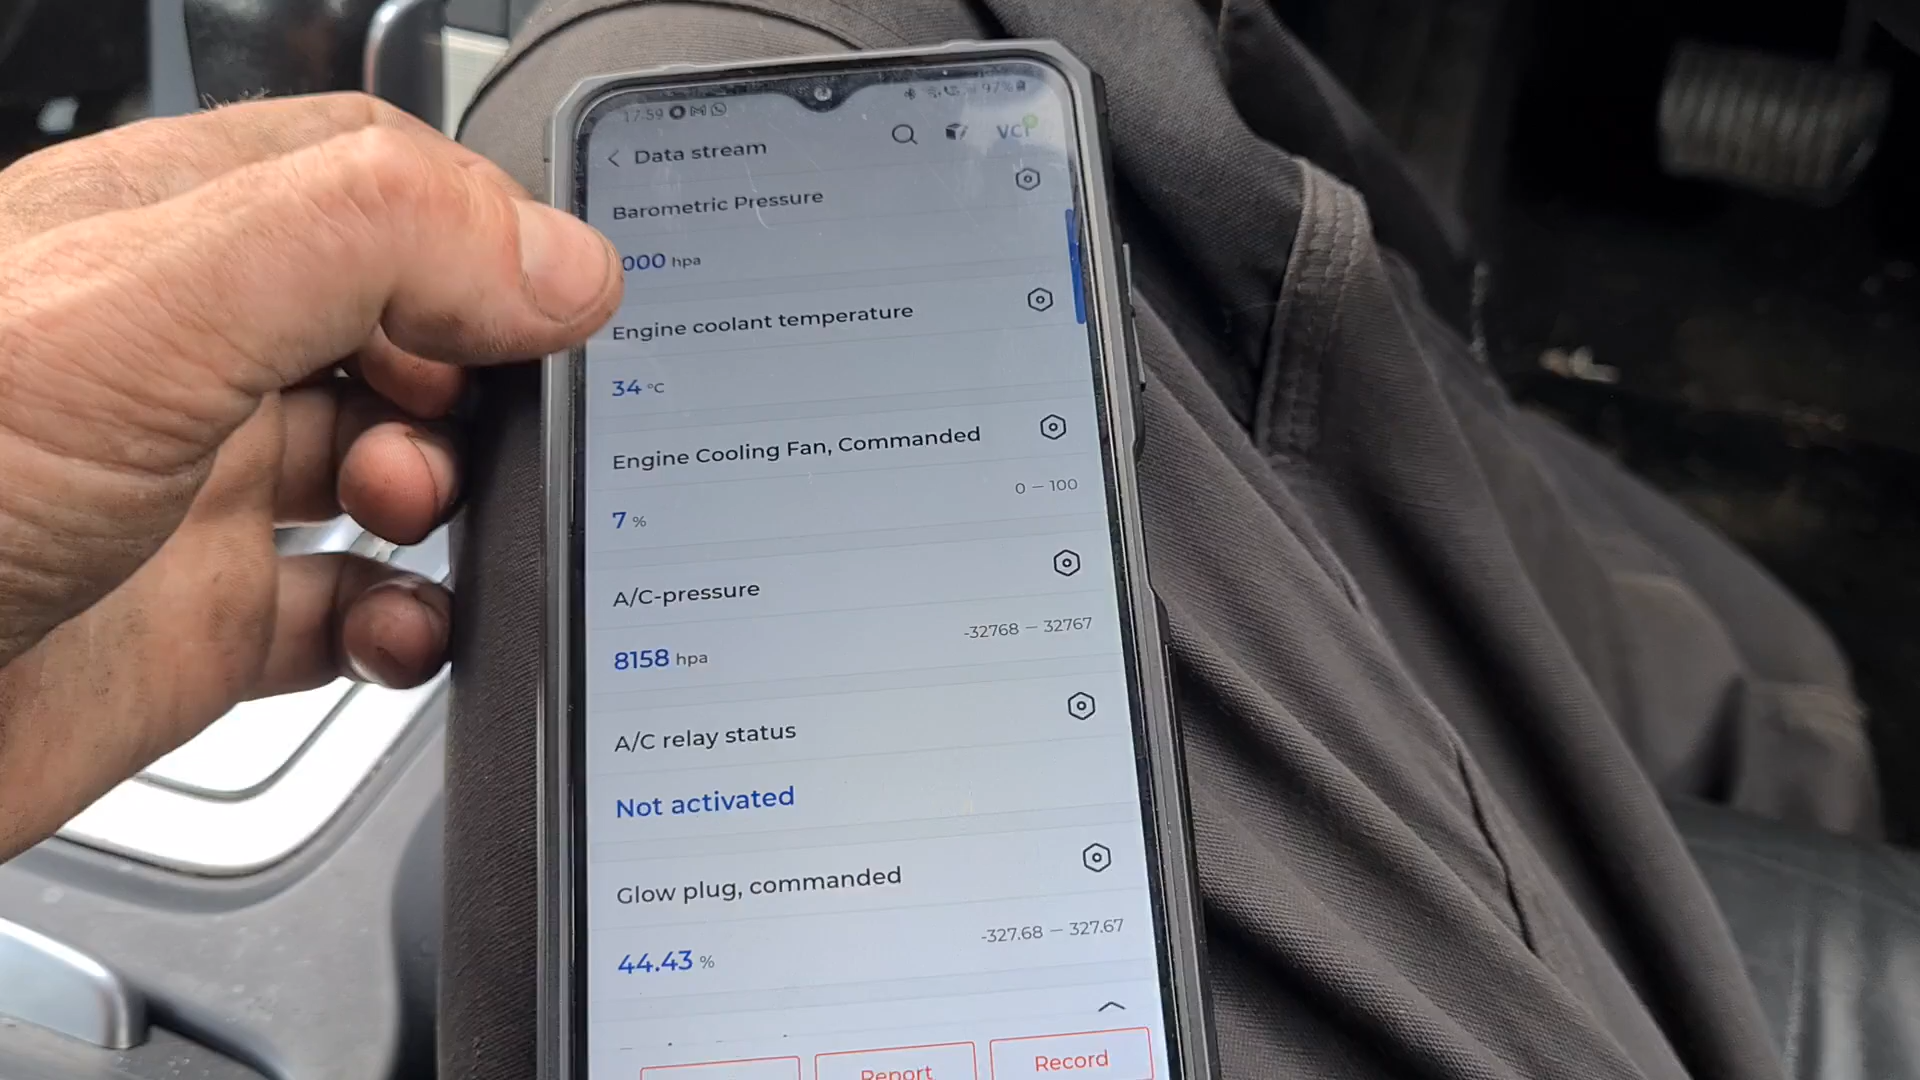 17:59 97%
Data stream VCI
Barometric Pressure
000 hpa
Engine coolant temperature
34 °C
Engine Cooling Fan, Commanded
0 – 100
7 %
A/C-pressure
-32768 – 32767
8158 hpa
A/C relay status
Not activated
Glow plug, commanded
-327.68 – 327.67
44.43 %
Report Record